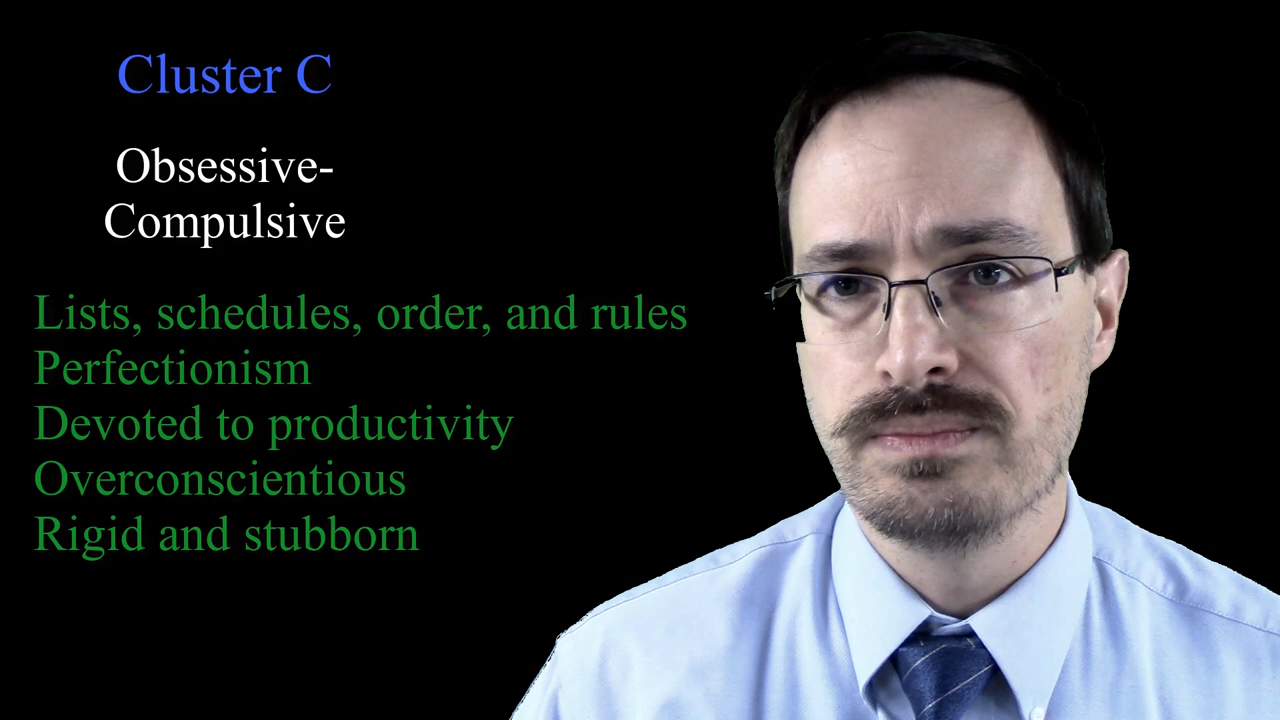 Cluster C
Obsessive-
Compulsive
Lists, schedules, order, and rules
Perfectionism
Devoted to productivity
Overconscientious
Rigid and stubborn